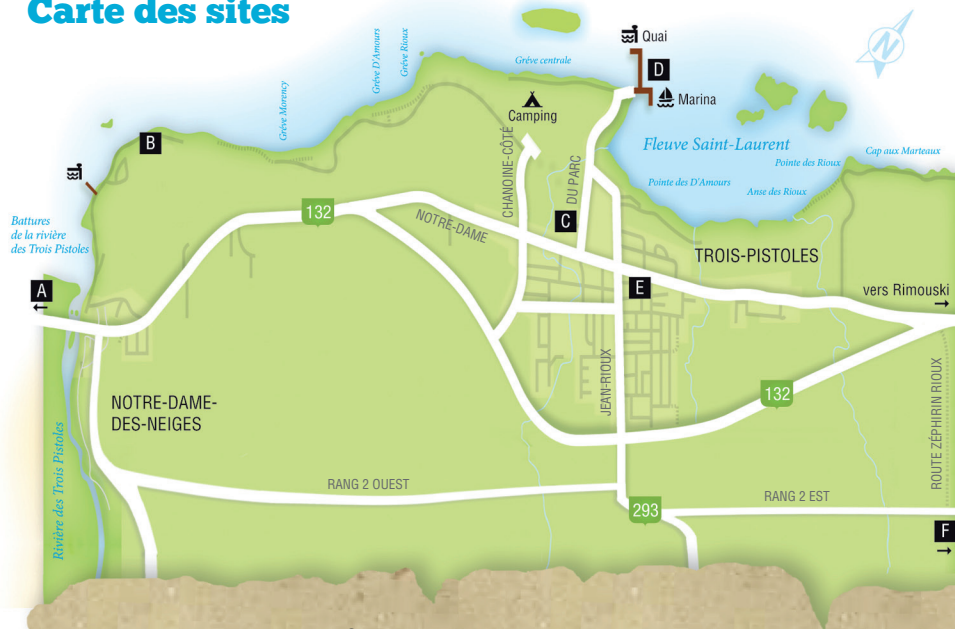 Carte des sites
Quai
N
D
Marina
Grève D'Amours
Grève Rioux
Grève centrale
Grève Morency
Camping
B
Fleuve Saint-Laurent
Cap aux Marteaux
Pointe des Rioux
Pointe des D'Amours
Anse des Rioux
CHANOINE-CÔTÉ
DU PARC
C
132
NOTRE-DAME
Battures
de la rivière
des Trois Pistoles
TROIS-PISTOLES
A
E
vers Rimouski
JEAN-RIOUX
132
ROUTE ZÉPHIRIN RIOUX
NOTRE-DAME-
DES-NEIGES
Rivière des Trois Pistoles
RANG 2 OUEST
293
RANG 2 EST
F